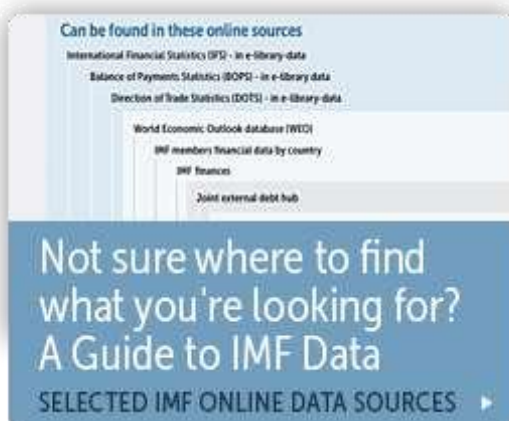 Can be found in these online sources
International Financial Statistics (IFS) - in e-library-data
Balance of Payments Statistics (BOPS) - in e-library data
Direction of Trade Statistics (DOTS) - in e-library-data
World Economic Outlook database (WEO)
IMF members financial data by country
IMF finances
Joint external debt hub
Not sure where to find
what you're looking for?
A Guide to IMF Data
SELECTED IMF ONLINE DATA SOURCES